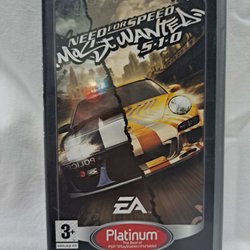 NEED FOR SPEED
MOST WANTED
5-1-0
POLICE
EA
3+
Platinum
The Best of
PSP (PlayStation Portable)